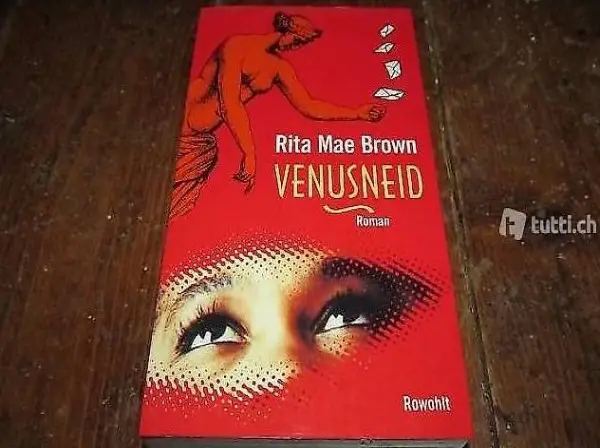 Rita Mae Brown
VENUSNEID
Roman
tutti.ch
Rowohlt